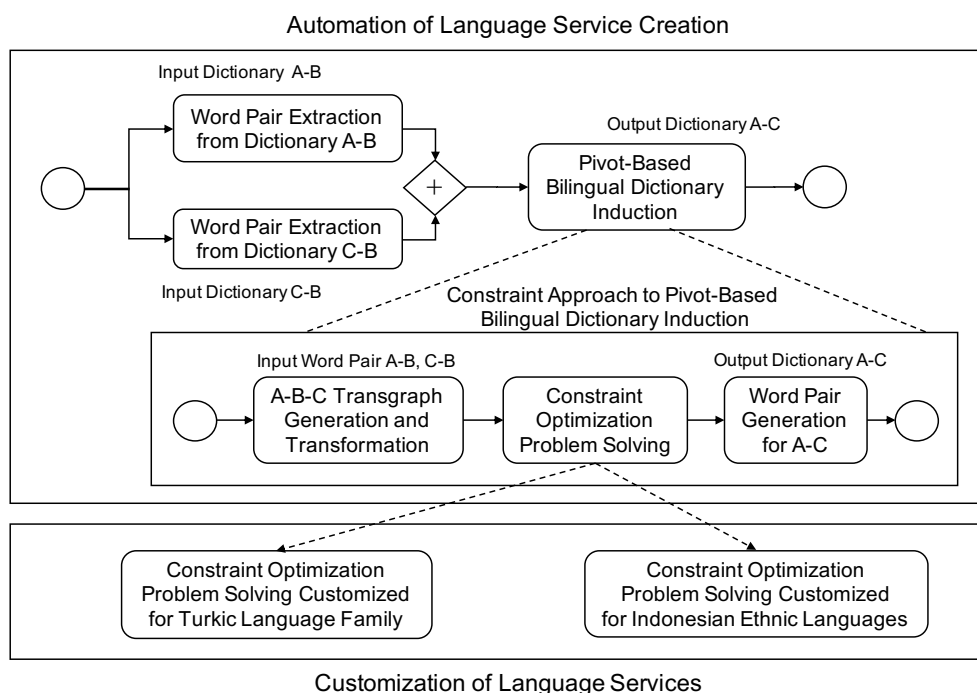 Automation of Language Service Creation
Input Dictionary A-B
Word Pair Extraction
from Dictionary A-B
Output Dictionary A-C
Pivot-Based
Bilingual Dictionary
Induction
+
Word Pair Extraction
from Dictionary C-B
Input Dictionary C-B
Constraint Approach to Pivot-Based
Bilingual Dictionary Induction
Input Word Pair A-B, C-B
Output Dictionary A-C
A-B-C Transgraph
Generation and
Transformation
Constraint
Optimization
Problem Solving
Word Pair
Generation
for A-C
Constraint Optimization
Problem Solving Customized
for Turkic Language Family
Constraint Optimization
Problem Solving Customized
for Indonesian Ethnic Languages
Customization of Language Services